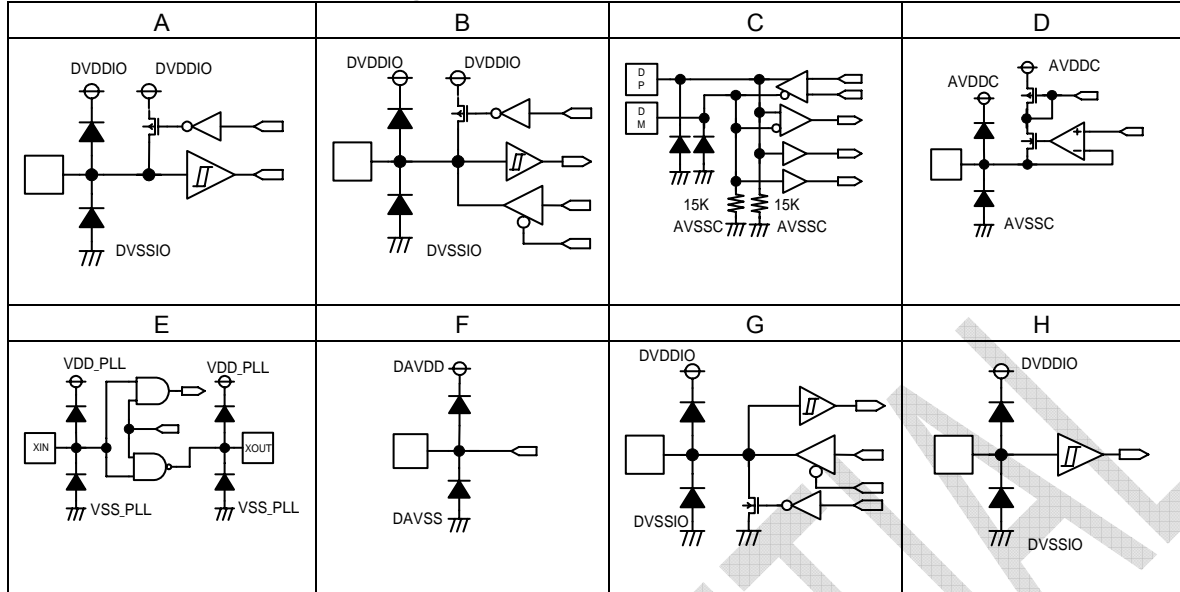 A B C D
DVDDIO DVDDIO
DVSSIO
DVDDIO DVDDIO
DVSSIO
D
P
D
M
15K 15K
AVSSC AVSSC
AVDDC
AVDDC
+
-
AVSSC
E F G H
VDD_PLL VDD_PLL
XIN XOUT
VSS_PLL VSS_PLL
DAVDD
DAVSS
DVDDIO
DVSSIO
DVDDIO
DVSSIO